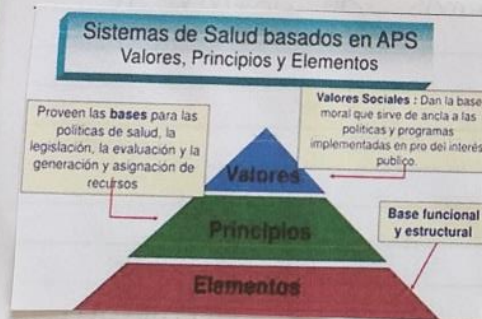 Sistemas de Salud basados en APS
Valores, Principios y Elementos
Proveen las bases para las
políticas de salud, la
legislación, la evaluación y la
generación y asignación de
recursos
Valores Sociales : Dan la base
moral que sirve de ancla a las
politicas y programas
implementadas en pro del interés
publico.
Valores
Principios
Base funcional
y estructural
Elementos